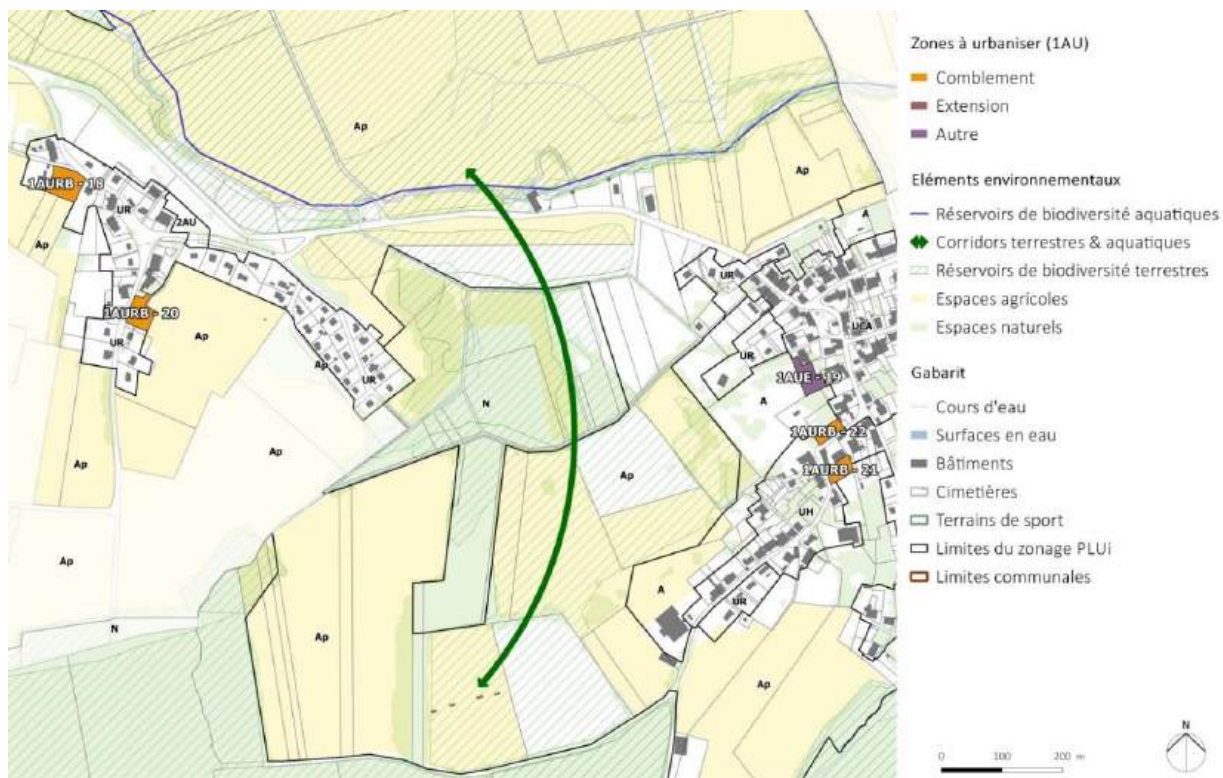 Ap
Ap
1AURB - 18
UR
2AU
A
Ap
UR
UCA
1AURB - 20
Ap
UR
Ap
UR
UR
1AUE - 19
A
N
1AURB - 22
Ap
Ap
Ap
1AURB - 21
UH
Ap
A
UR
N
Ap
Ap
Ap
Zones à urbaniser (1AU)
Comblement
Extension
Autre
Eléments environnementaux
Réservoirs de biodiversité aquatiques
Corridors terrestres & aquatiques
Réservoirs de biodiversité terrestres
Espaces agricoles
Espaces naturels
Gabarit
Cours d'eau
Surfaces en eau
Bâtiments
Cimetières
Terrains de sport
Limites du zonage PLUi
Limites communales
N
0 100 200 m